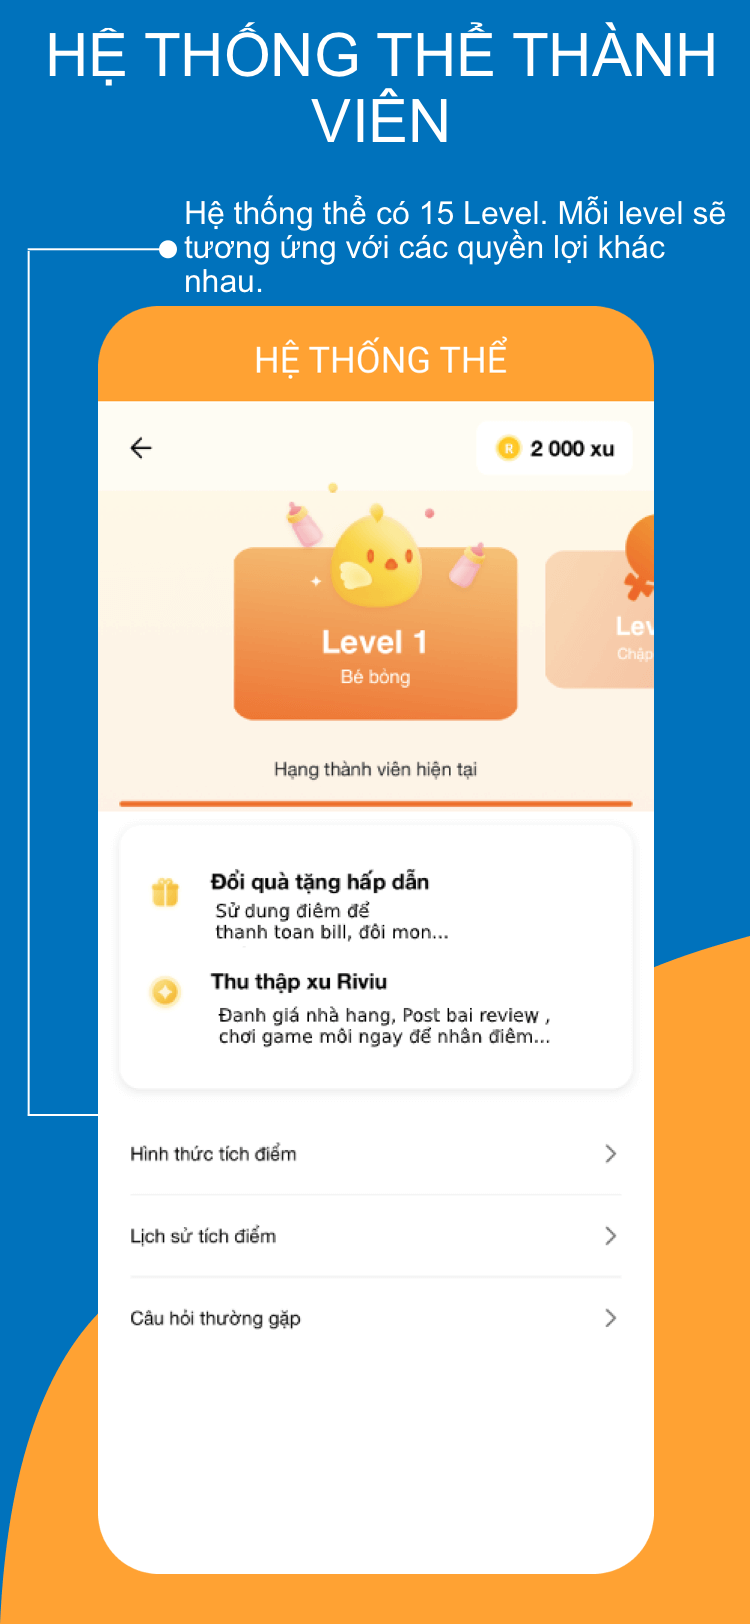 HỆ THỐNG THỂ THÀNH
VIÊN
Hệ thống thể có 15 Level. Mỗi level sẽ
tương ứng với các quyền lợi khác
nhau.
HỆ THỐNG THỂ
R 2 000 xu
Level 1
Bé bỏng
Lev
Chập
Hạng thành viên hiện tại
Đổi quà tặng hấp dẫn
Sử dung điêm để
thanh toan bill, đôi mon...
Thu thập xu Riviu
Đanh giá nhà hang, Post bai review ,
chơi game môi ngay để nhân điêm...
Hình thức tích điểm
Lịch sử tích điểm
Câu hỏi thường gặp